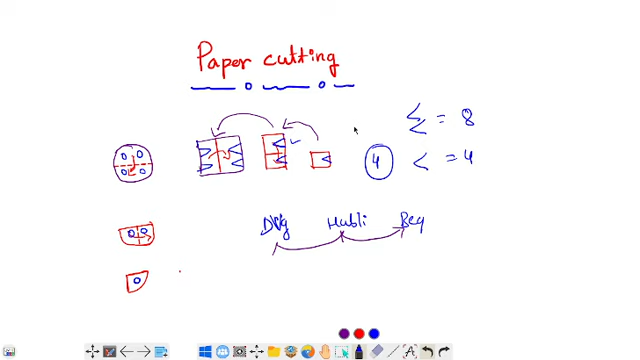 Paper cutting
= 8
4 < = 4
Hubli